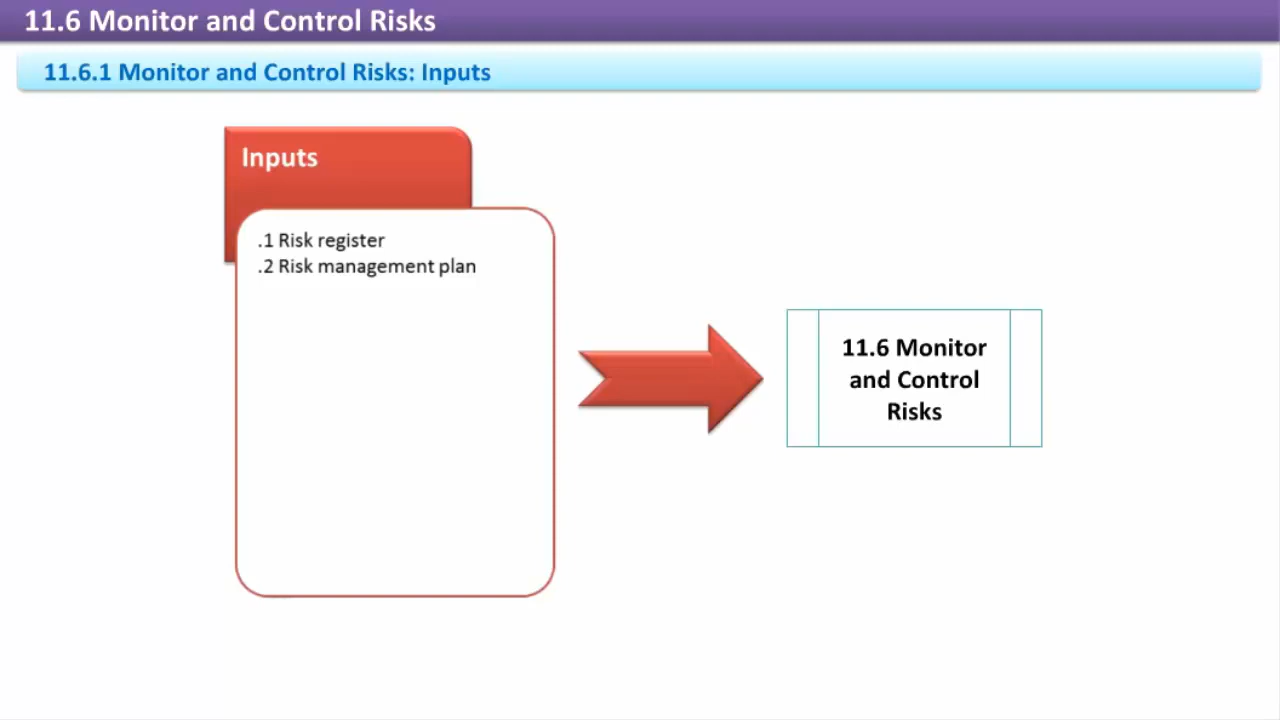 11.6 Monitor and Control Risks
11.6.1 Monitor and Control Risks: Inputs
Inputs
.1 Risk register
.2 Risk management plan
11.6 Monitor
and Control
Risks